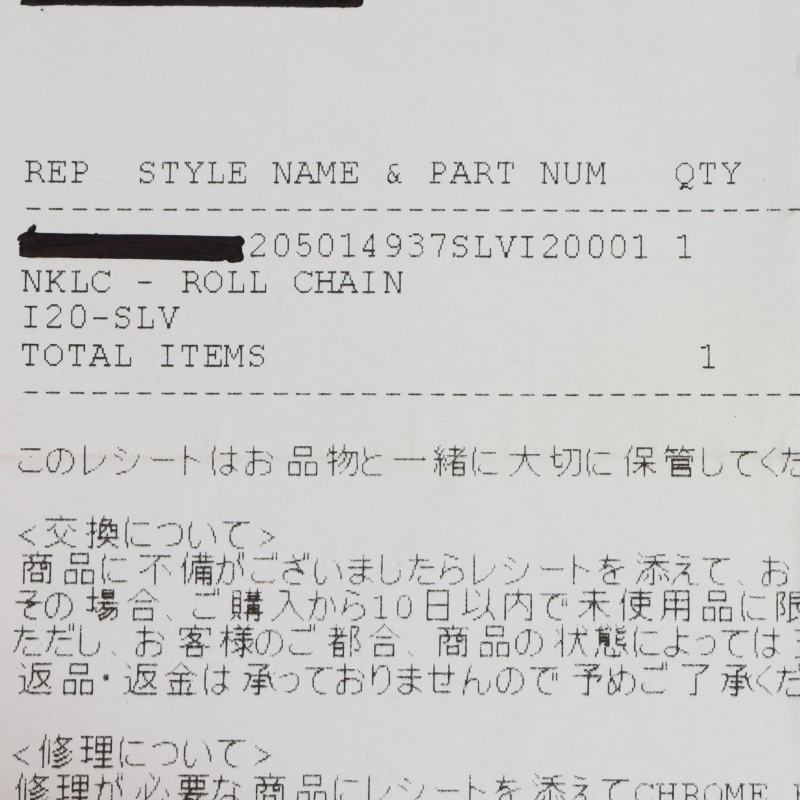 REP STYLE NAME & PART NUM QTY
205014937SLVI20001 1
NKLC - ROLL CHAIN
I20-SLV
TOTAL ITEMS 1
このレシートはお品物と一緒に大切に保管してくだ
<交換について>
商品に不備がございましたらレシートを添えて、お
その場合、ご購入から10日以内で未使用品に限
ただし、お客様のご都合、商品の状態によっては
返品・返金は承っておりませんので予めご了承くだ
<修理について>
修理が必要な商品にレシートを添えてCHROME